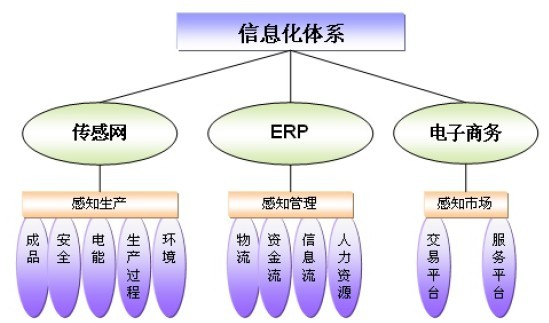 信息化体系
传感网
ERP
电子商务
感知生产
感知管理
感知市场
成品
安全
电能
生产过程
环境
物流
资金流
信息流
人力资源
交易平台
服务平台